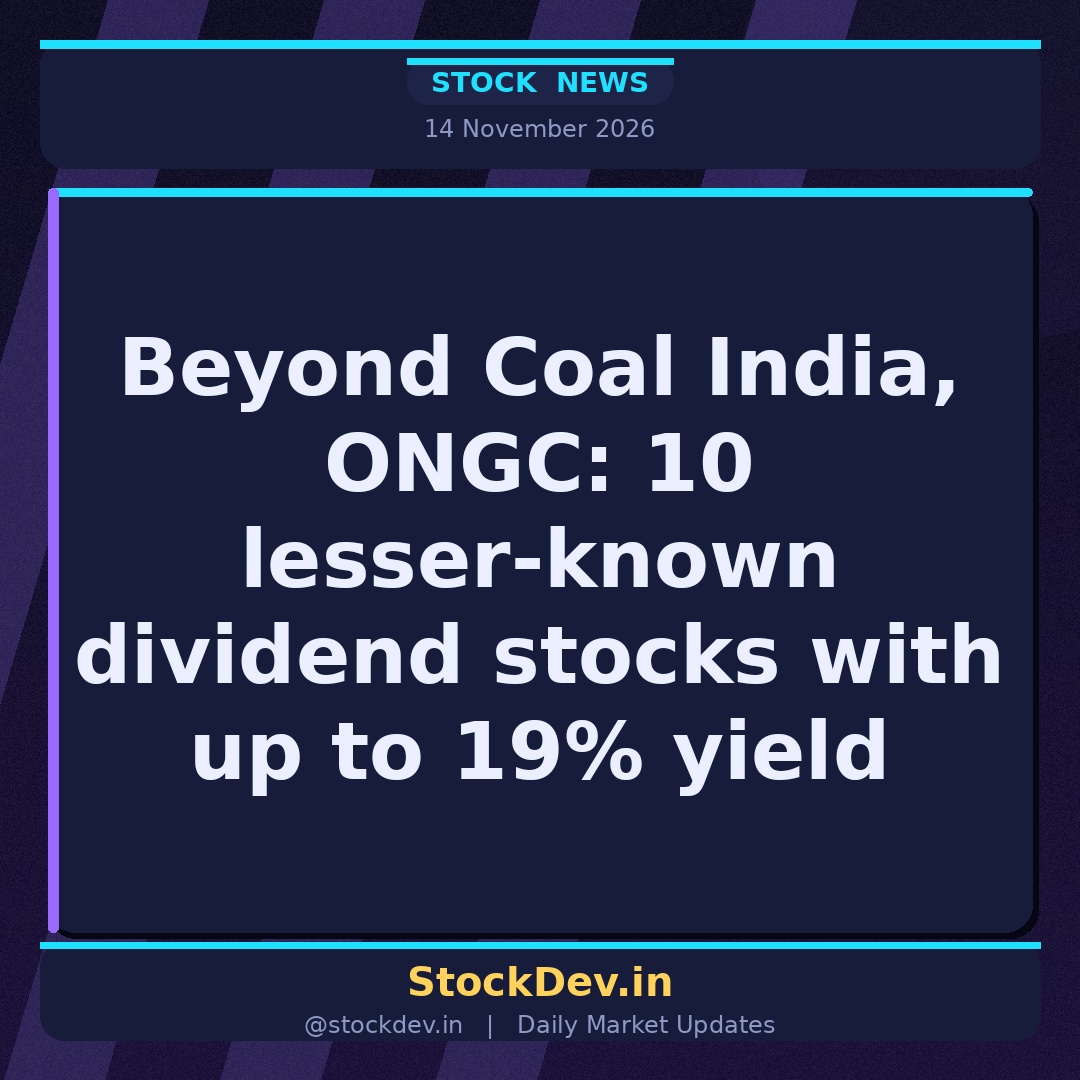 STOCK NEWS
14 November 2026
Beyond Coal India,
ONGC: 10
lesser-known
dividend stocks with
up to 19% yield
StockDev.in
@stockdev.in | Daily Market Updates